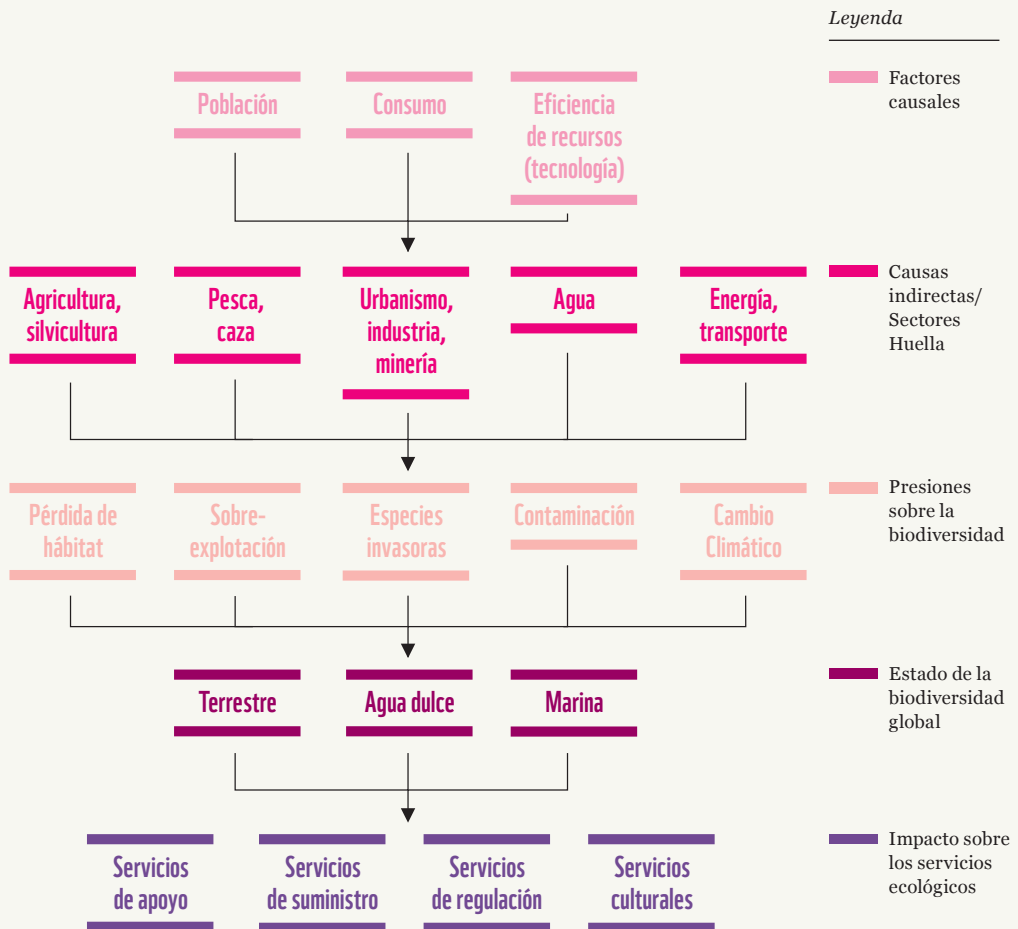 Leyenda
Población
Consumo
Eficiencia
de recursos
(tecnología)
Factores
causales
Agricultura,
silvicultura
Pesca,
caza
Urbanismo,
industria,
minería
Agua
Energía,
transporte
Causas
indirectas/
Sectores
Huella
Pérdida de
hábitat
Sobre-
explotación
Especies
invasoras
Contaminación
Cambio
Climático
Presiones
sobre la
biodiversidad
Terrestre
Agua dulce
Marina
Estado de la
biodiversidad
global
Servicios
de apoyo
Servicios
de suministro
Servicios
de regulación
Servicios
culturales
Impacto sobre
los servicios
ecológicos